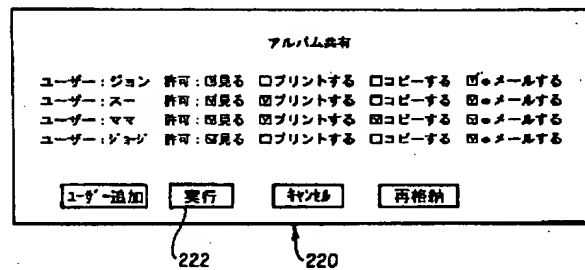 アルバム共有
ユーザー：ジョン 許可：☑見る □プリントする □コピーする ☑eメールする
ユーザー：スー 許可：☑見る ☑プリントする □コピーする ☑eメールする
ユーザー：ママ 許可：☑見る ☑プリントする ☑コピーする ☑eメールする
ユーザー：ジョージ 許可：☑見る □プリントする □コピーする ☑eメールする
ユーザー追加 実行 キャンセル 再格納
222 220